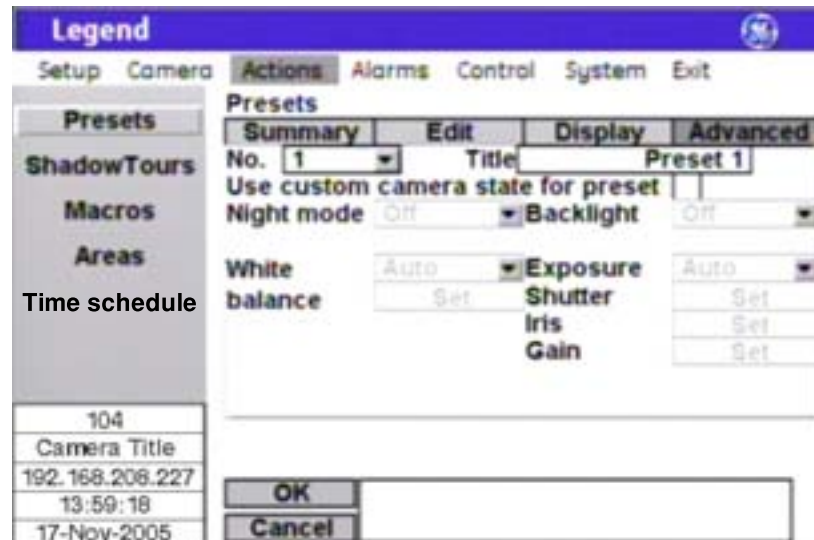 Legend
Setup Camera Actions Alarms Control System Exit
Presets
ShadowTours
Macros
Areas
Time schedule
104
Camera Title
192.168.208.227
13:59:18
17-Nov-2005
Presets
Summary Edit Display Advanced
No. 1 Title Preset 1
Use custom camera state for preset
Night mode Off Backlight Off
White Auto Exposure Auto
balance Set Shutter Set
Iris Set
Gain Set
OK
Cancel